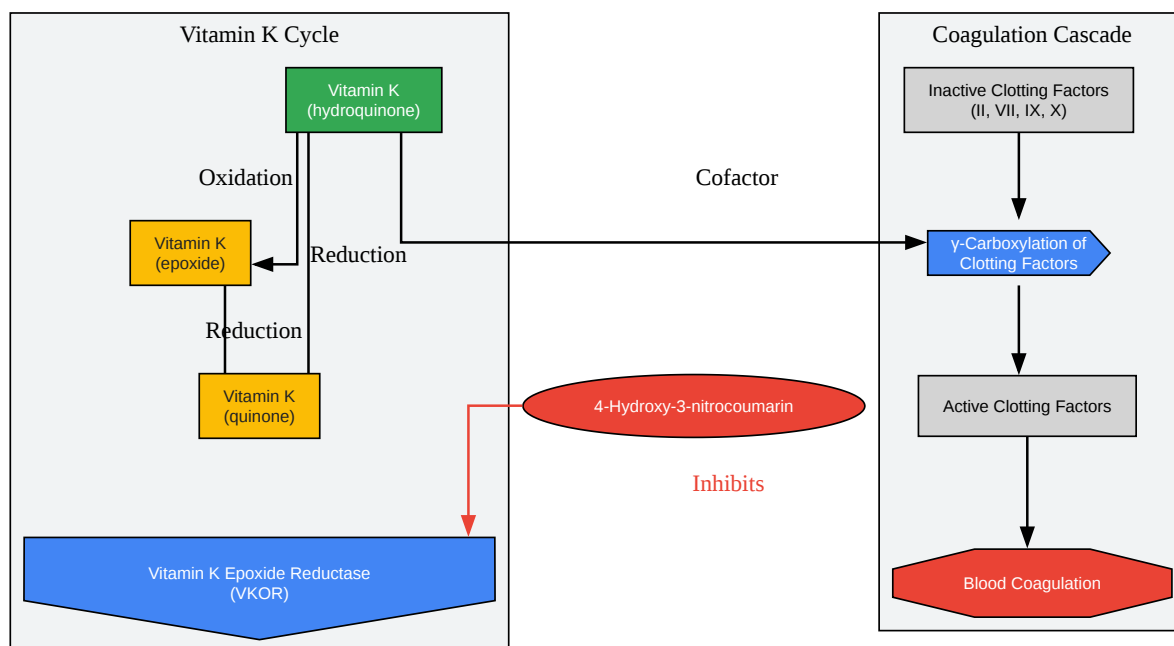 Vitamin K Cycle
Vitamin K
(hydroquinone)
Oxidation
Vitamin K
(epoxide)
Reduction
Reduction
Vitamin K
(quinone)
Vitamin K Epoxide Reductase
(VKOR)
Cofactor
4-Hydroxy-3-nitrocoumarin
Inhibits
Coagulation Cascade
Inactive Clotting Factors
(II, VII, IX, X)
γ-Carboxylation of
Clotting Factors
Active Clotting Factors
Blood Coagulation